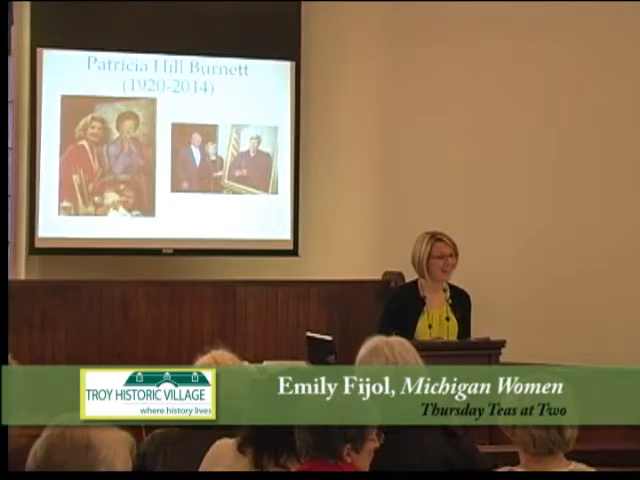 Patricia Hill Burnett
(1920-2014)
TROY HISTORIC VILLAGE
where history lives
Emily Fijol, Michigan Women
Thursday Teas at Two